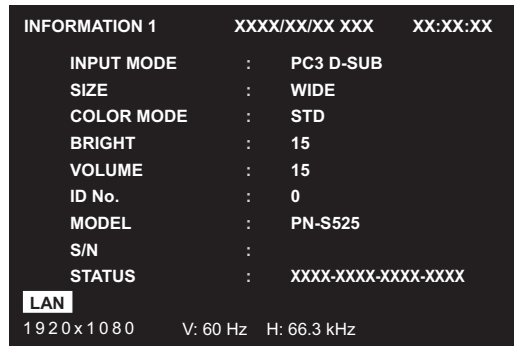 INFORMATION 1 XXXX/XX/XX XXX XX:XX:XX
INPUT MODE : PC3 D-SUB
SIZE : WIDE
COLOR MODE : STD
BRIGHT : 15
VOLUME : 15
ID No. : 0
MODEL : PN-S525
S/N :
STATUS : XXXX-XXXX-XXXX-XXXX
LAN
1920x1080 V: 60 Hz H: 66.3 kHz